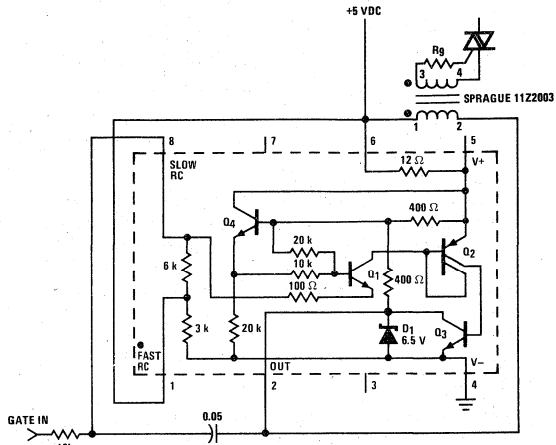 +5 VDC
Rg
3 4
SPRAGUE 11Z2003
1 2
8 7 6 5
SLOW RC
12 Ω
V+
400 Ω
Q4
Q2
20 k
10 k
Q1
400 Ω
100 Ω
6 k
D1 6.5 V
Q3
3 k
20 k
FAST RC
OUT
V−
1 2 3 4
GATE IN
0.05